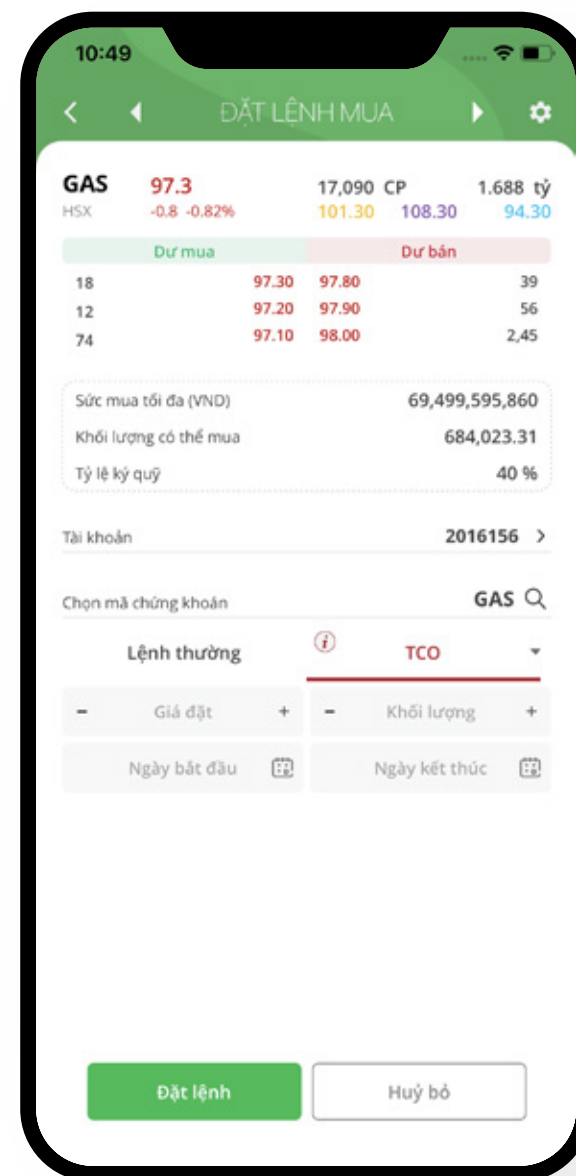 10:49
ĐẶT LỆNH MUA
GAS 97.3 17,090 CP 1.688 tỷ
HSX -0.8 -0.82% 101.30 108.30 94.30
Dư mua Dư bán
18 97.30 97.80 39
12 97.20 97.90 56
74 97.10 98.00 2,45
Sức mua tối đa (VND) 69,499,595,860
Khối lượng có thể mua 684,023.31
Tỷ lệ ký quỹ 40 %
Tài khoản 2016156
Chọn mã chứng khoán GAS
Lệnh thường i TCO
- Giá đặt + - Khối lượng +
Ngày bắt đầu Ngày kết thúc
Đặt lệnh Huỷ bỏ